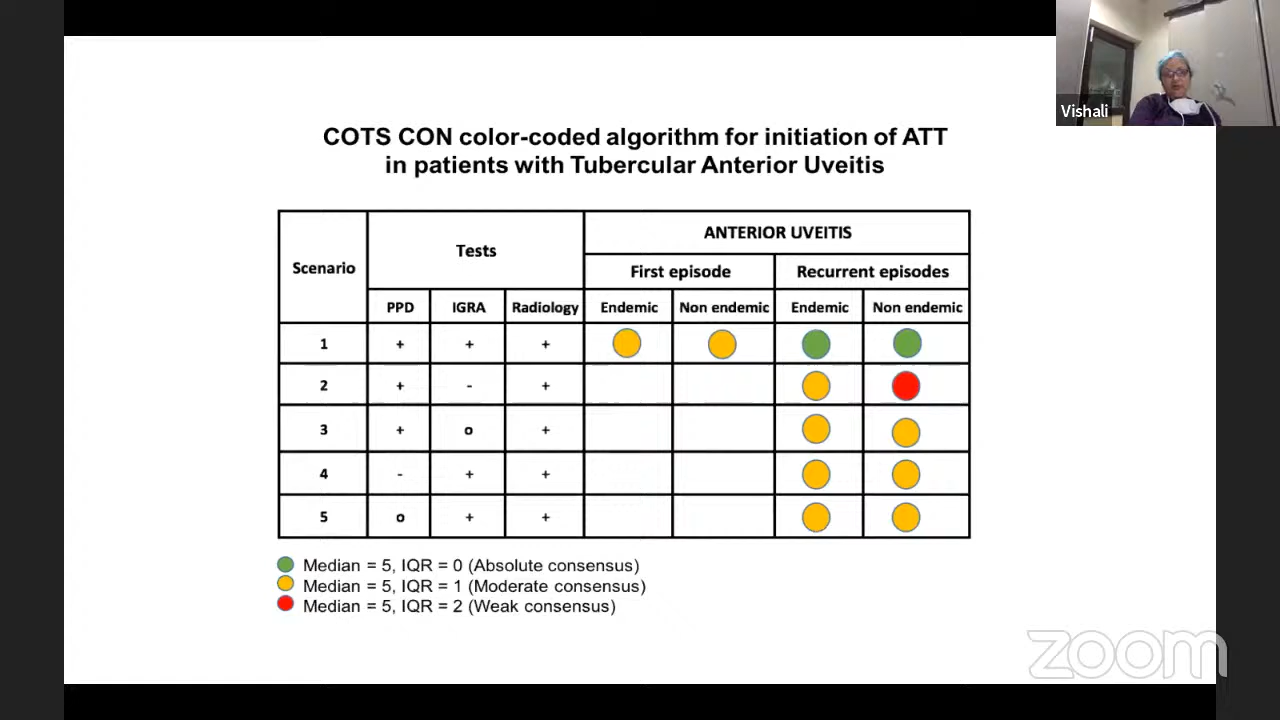 Vishali
COTS CON color-coded algorithm for initiation of ATT
in patients with Tubercular Anterior Uveitis
Scenario
Tests
ANTERIOR UVEITIS
First episode
Recurrent episodes
PPD
IGRA
Radiology
Endemic
Non endemic
Endemic
Non endemic
1 + + +
2 + - +
3 + o +
4 - + +
5 o + +
Median = 5, IQR = 0 (Absolute consensus)
Median = 5, IQR = 1 (Moderate consensus)
Median = 5, IQR = 2 (Weak consensus)
zoom